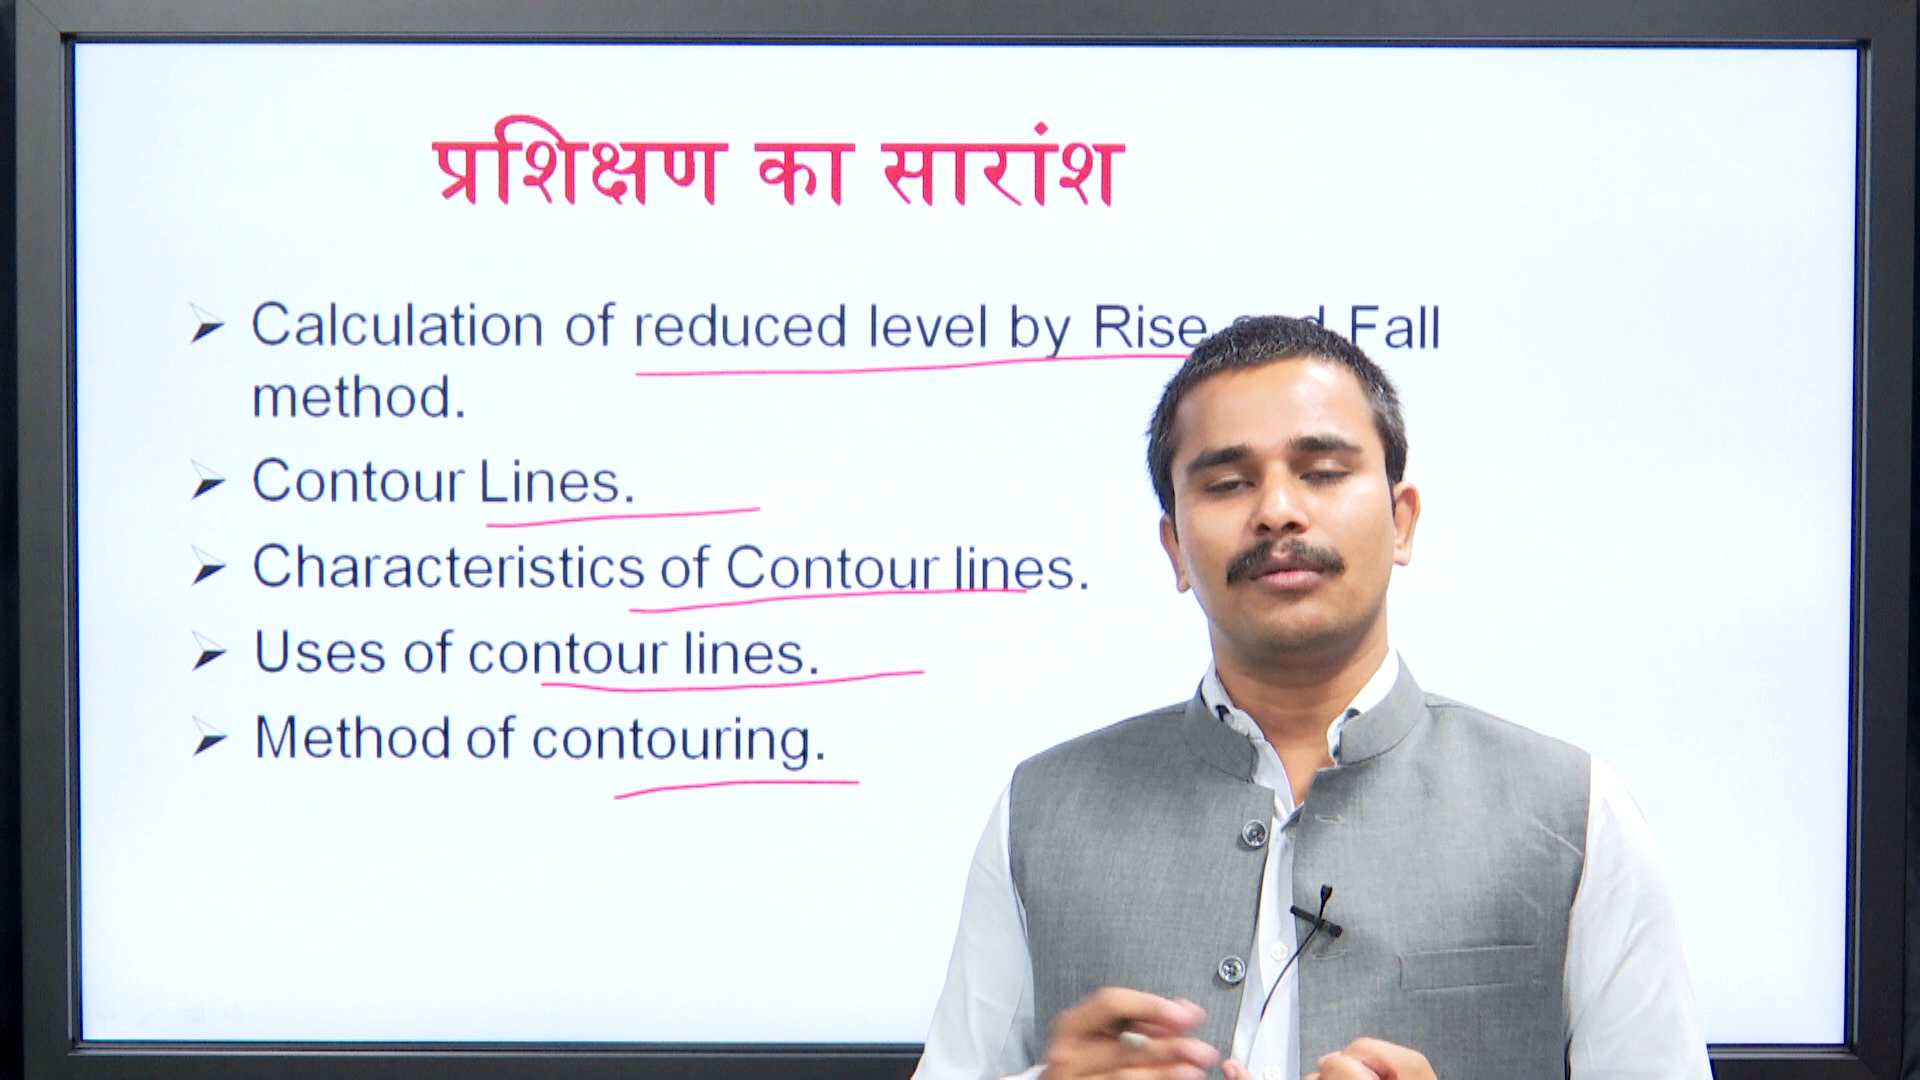 प्रशिक्षण का सारांश
Calculation of reduced level by Rise and Fall
method.
Contour Lines.
Characteristics of Contour lines.
Uses of contour lines.
Method of contouring.